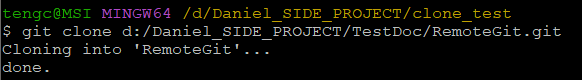 tengc@MSI MINGW64 /d/Daniel_SIDE_PROJECT/clone_test
$ git clone d:/Daniel_SIDE_PROJECT/TestDoc/RemoteGit.git
Cloning into 'RemoteGit'...
done.